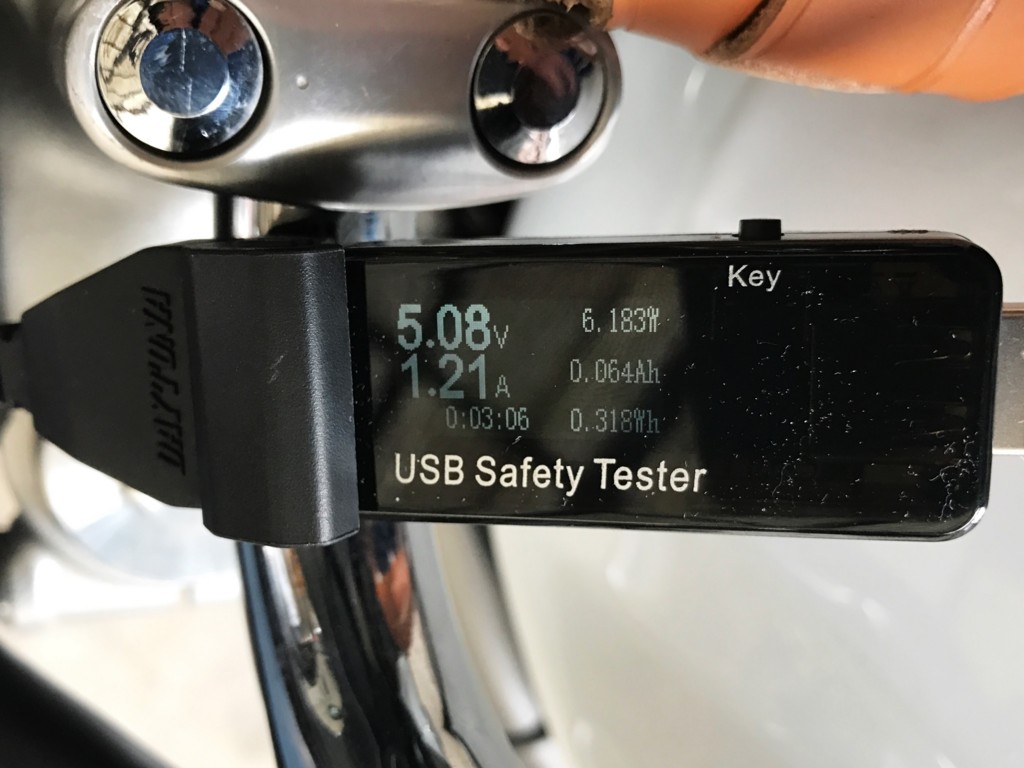 Key
5.08V
6.183W
1.21A
0.064Ah
0:03:06
0.318Wh
USB Safety Tester